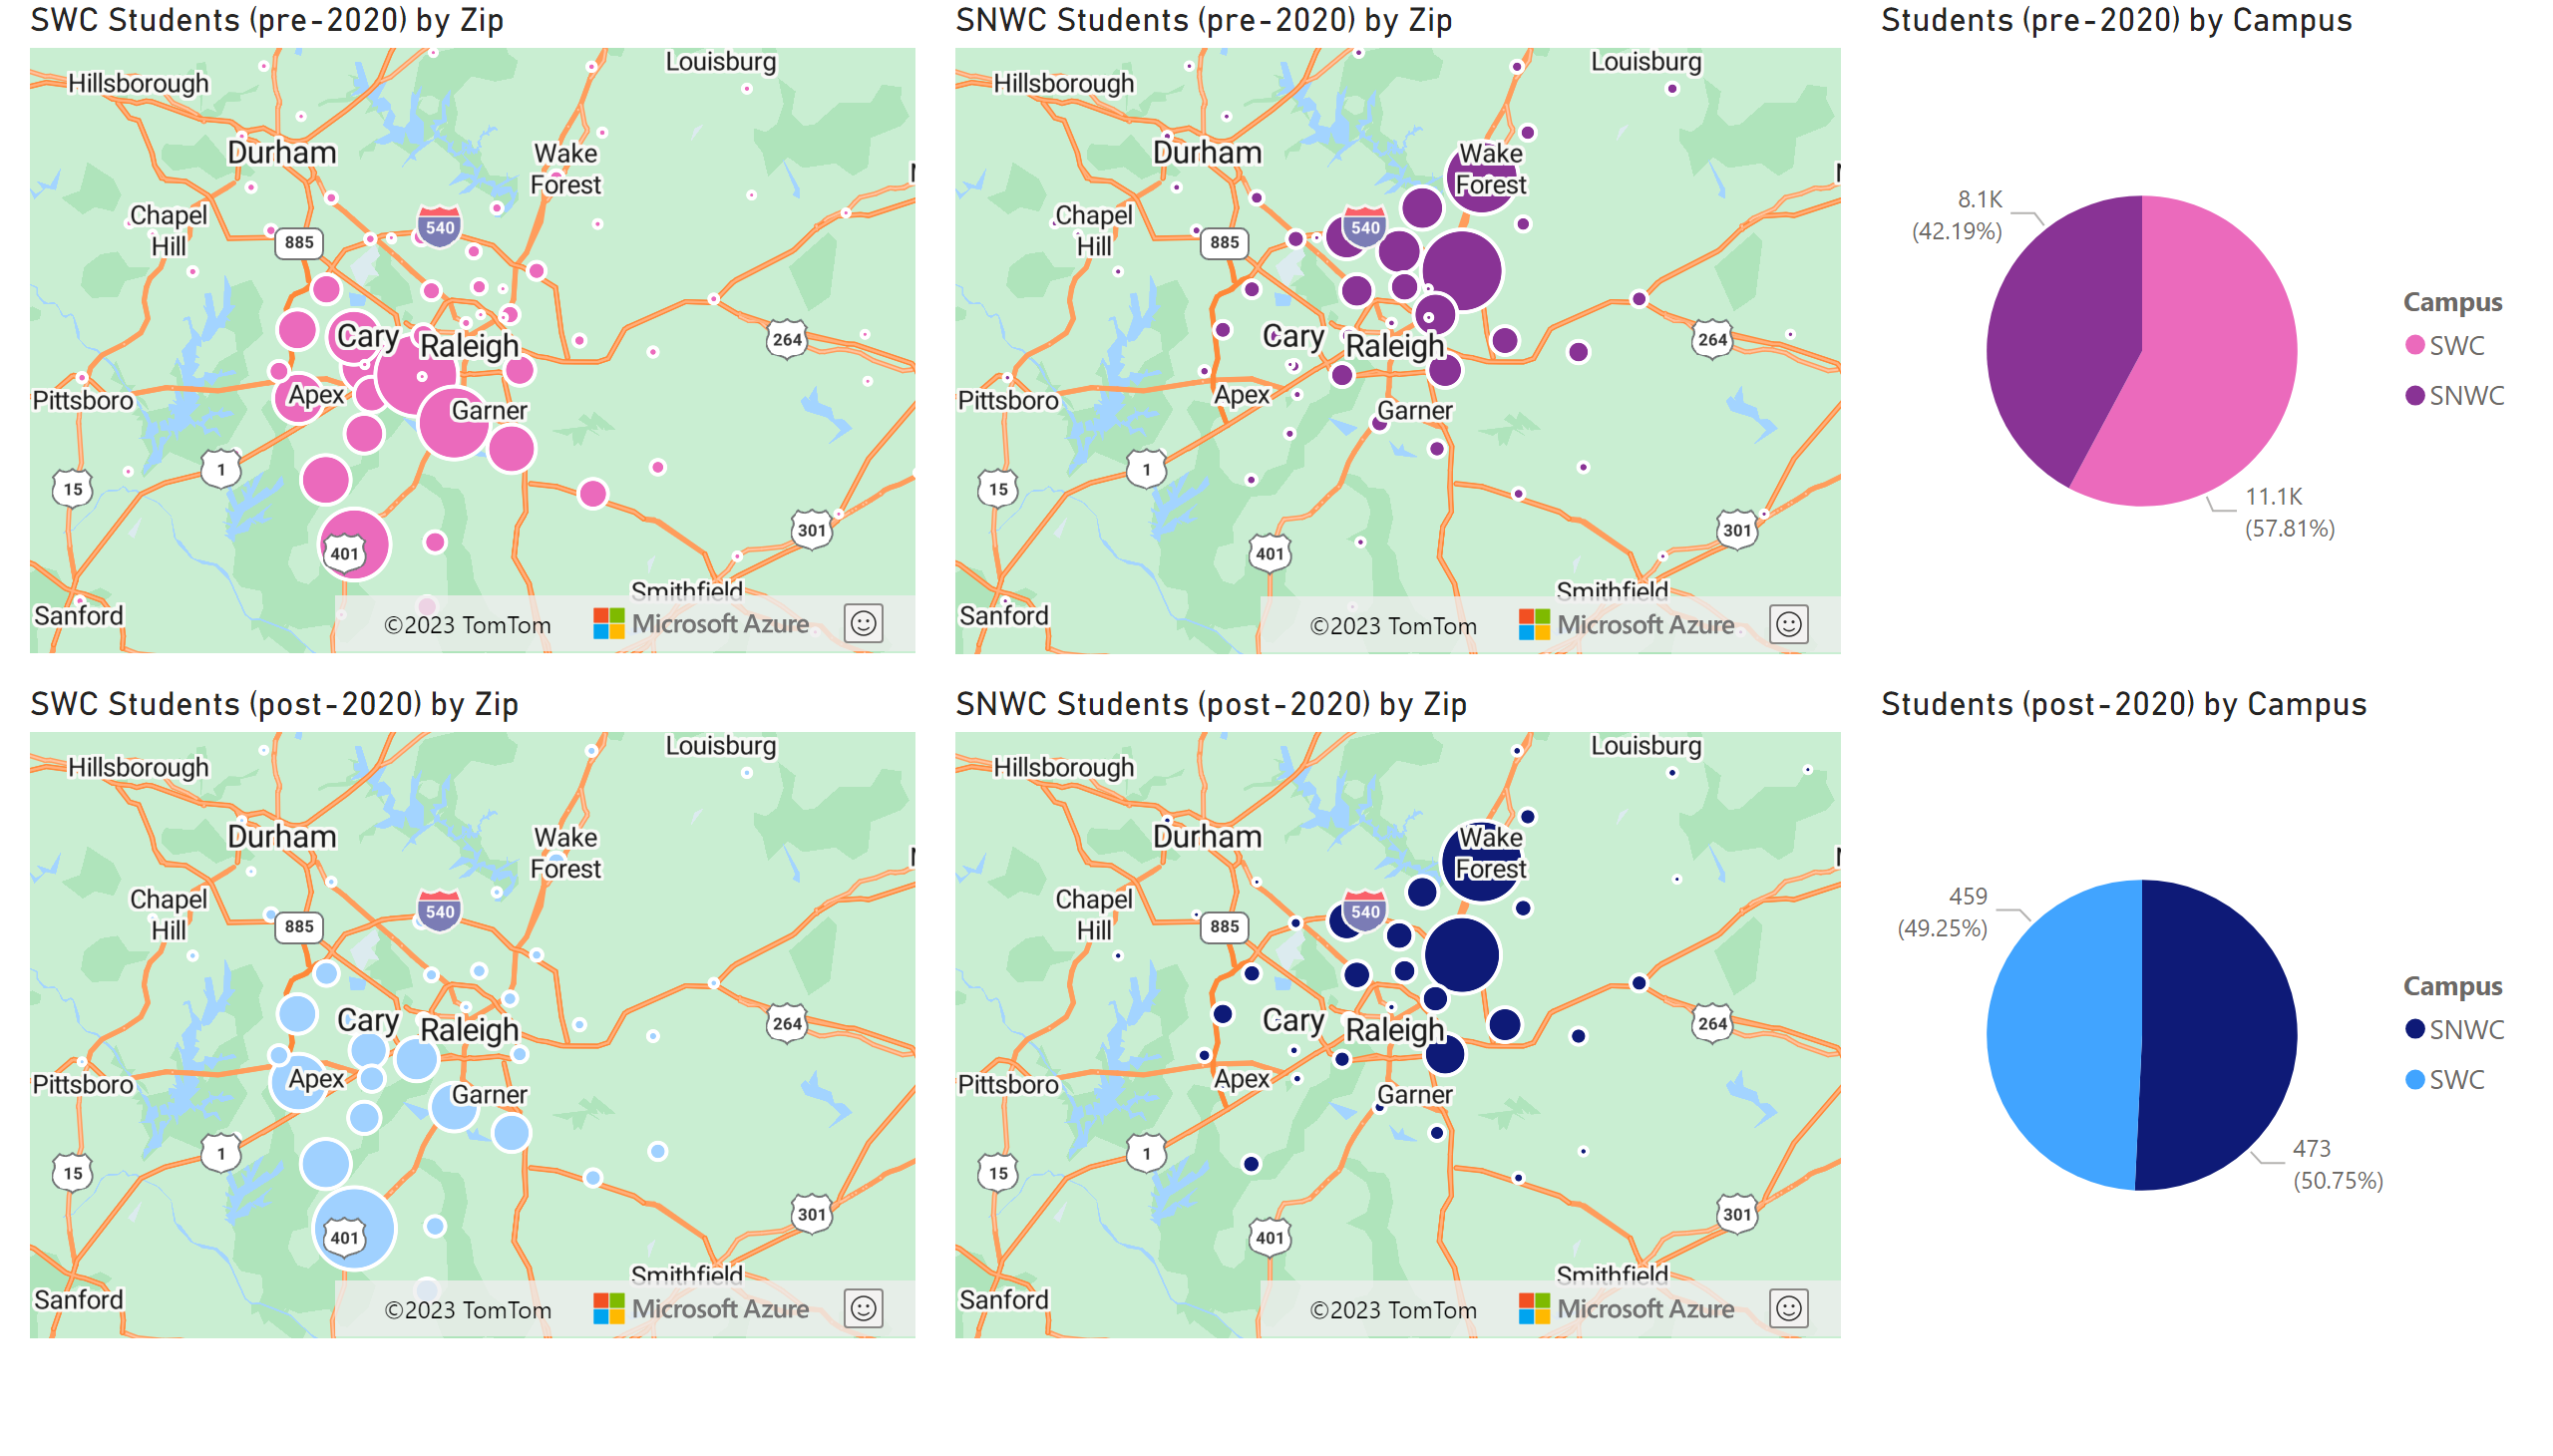 SWC Students (pre-2020) by Zip
Hillsborough
Louisburg
Durham
Wake
Forest
Chapel
Hill
540
885
Cary
Raleigh
264
Pittsboro
Apex
Garner
1
15
401
301
Smithfield
Sanford
©2023 TomTom
Microsoft Azure
SNWC Students (pre-2020) by Zip
Hillsborough
Louisburg
Durham
Wake
Forest
Chapel
Hill
540
885
Cary
Raleigh
264
Pittsboro
Apex
Garner
1
15
401
301
Smithfield
Sanford
©2023 TomTom
Microsoft Azure
Students (pre-2020) by Campus
8.1K
(42.19%)
11.1K
(57.81%)
Campus
SWC
SNWC
SWC Students (post-2020) by Zip
Hillsborough
Louisburg
Durham
Wake
Forest
Chapel
Hill
540
885
Cary
Raleigh
264
Pittsboro
Apex
Garner
1
15
401
301
Smithfield
Sanford
©2023 TomTom
Microsoft Azure
SNWC Students (post-2020) by Zip
Hillsborough
Louisburg
Durham
Wake
Forest
Chapel
Hill
540
885
Cary
Raleigh
264
Pittsboro
Apex
Garner
1
15
401
301
Smithfield
Sanford
©2023 TomTom
Microsoft Azure
Students (post-2020) by Campus
459
(49.25%)
473
(50.75%)
Campus
SNWC
SWC